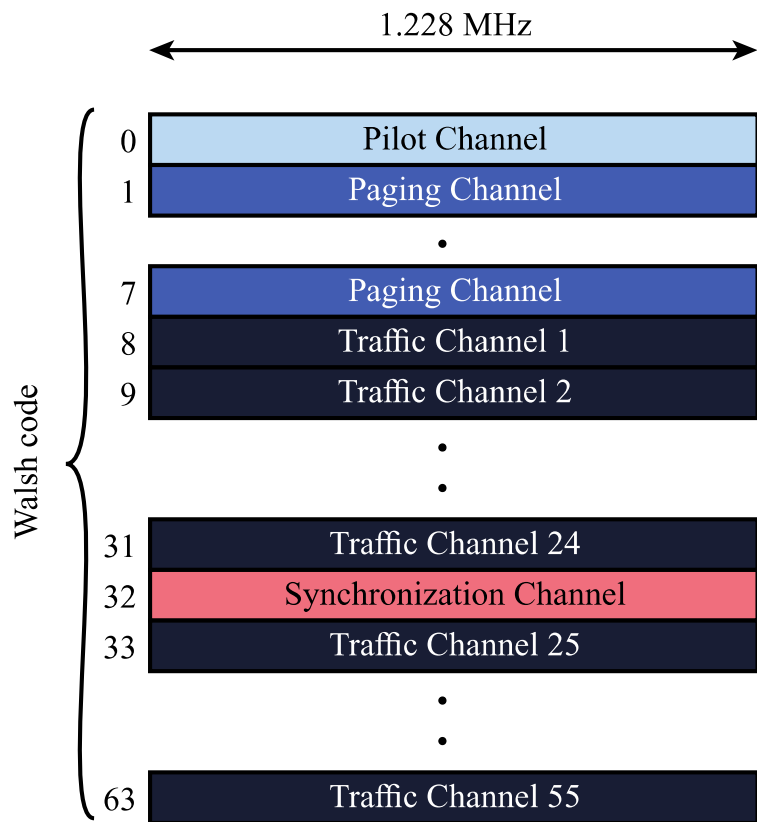 1.228 MHz
0 Pilot Channel
1 Paging Channel
7 Paging Channel
8 Traffic Channel 1
9 Traffic Channel 2
Walsh code
31 Traffic Channel 24
32 Synchronization Channel
33 Traffic Channel 25
63 Traffic Channel 55